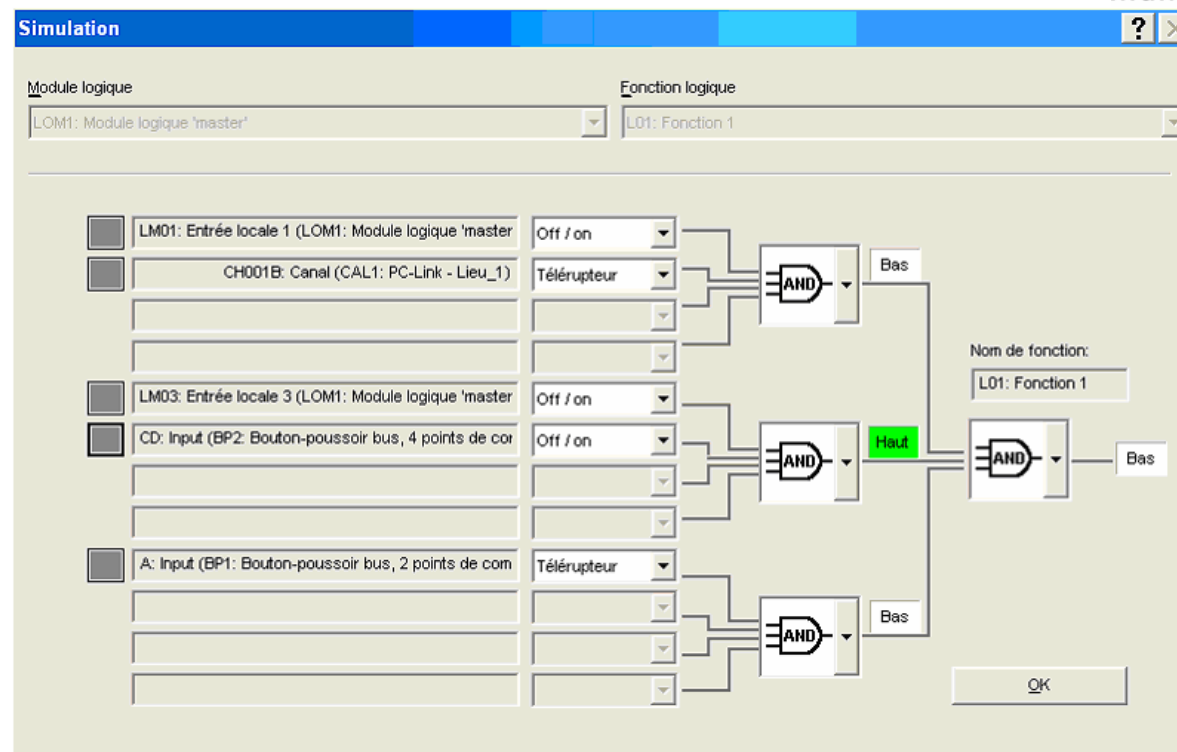 Simulation
Module logique
Fonction logique
LOM1: Module logique 'master'
L01: Fonction 1
LM01: Entrée locale 1 (LOM1: Module logique 'master
Off / on
CH001B: Canal (CAL1: PC-Link - Lieu_1)
Télérupteur
AND
Bas
LM03: Entrée locale 3 (LOM1: Module logique 'master
Off / on
CD: Input (BP2: Bouton-poussoir bus, 4 points de cor
Off / on
AND
Haut
Nom de fonction:
L01: Fonction 1
AND
Bas
A: Input (BP1: Bouton-poussoir bus, 2 points de com
Télérupteur
AND
Bas
OK